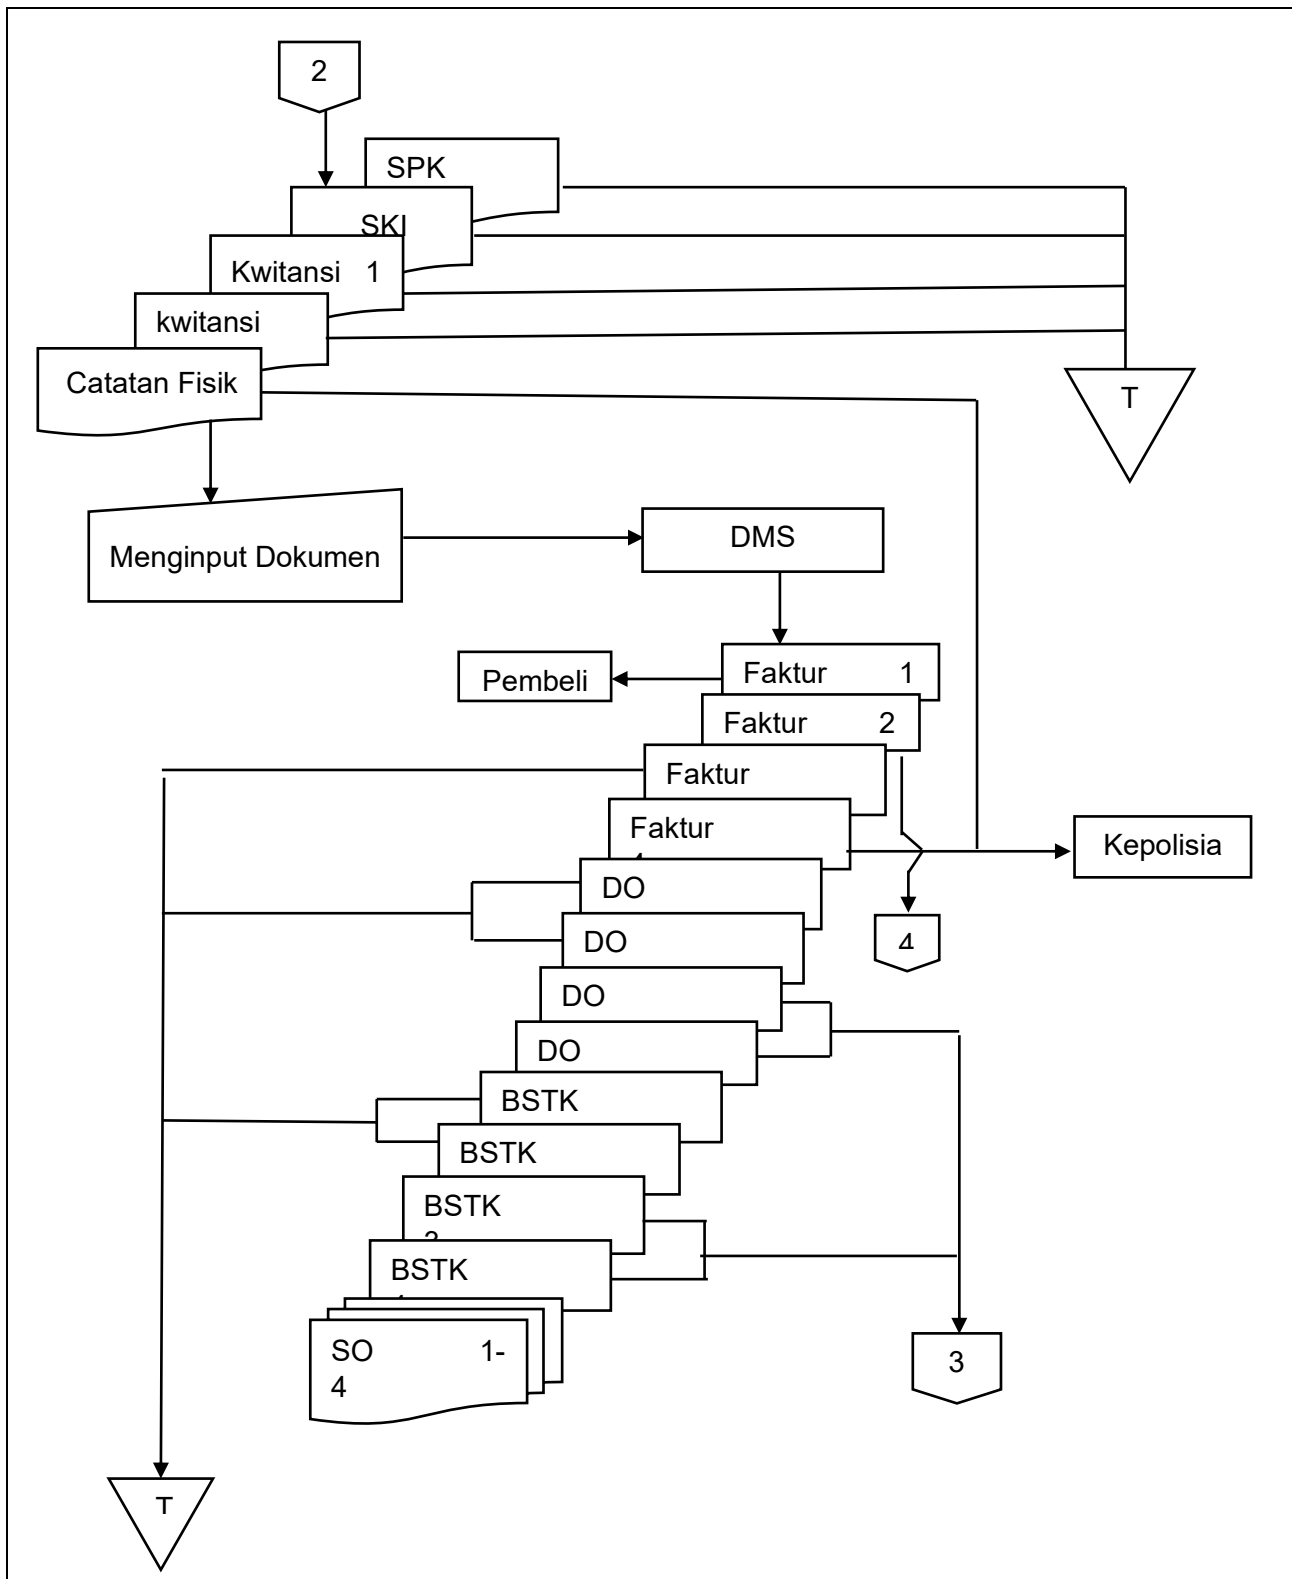 2
SPK
SKI
Kwitansi 1
kwitansi
Catatan Fisik
T
Menginput Dokumen
DMS
Pembeli
Faktur 1
Faktur 2
Faktur
Faktur
Kepolisia
DO
DO
4
DO
DO
BSTK
BSTK
BSTK
BSTK
SO 1-
4
3
T